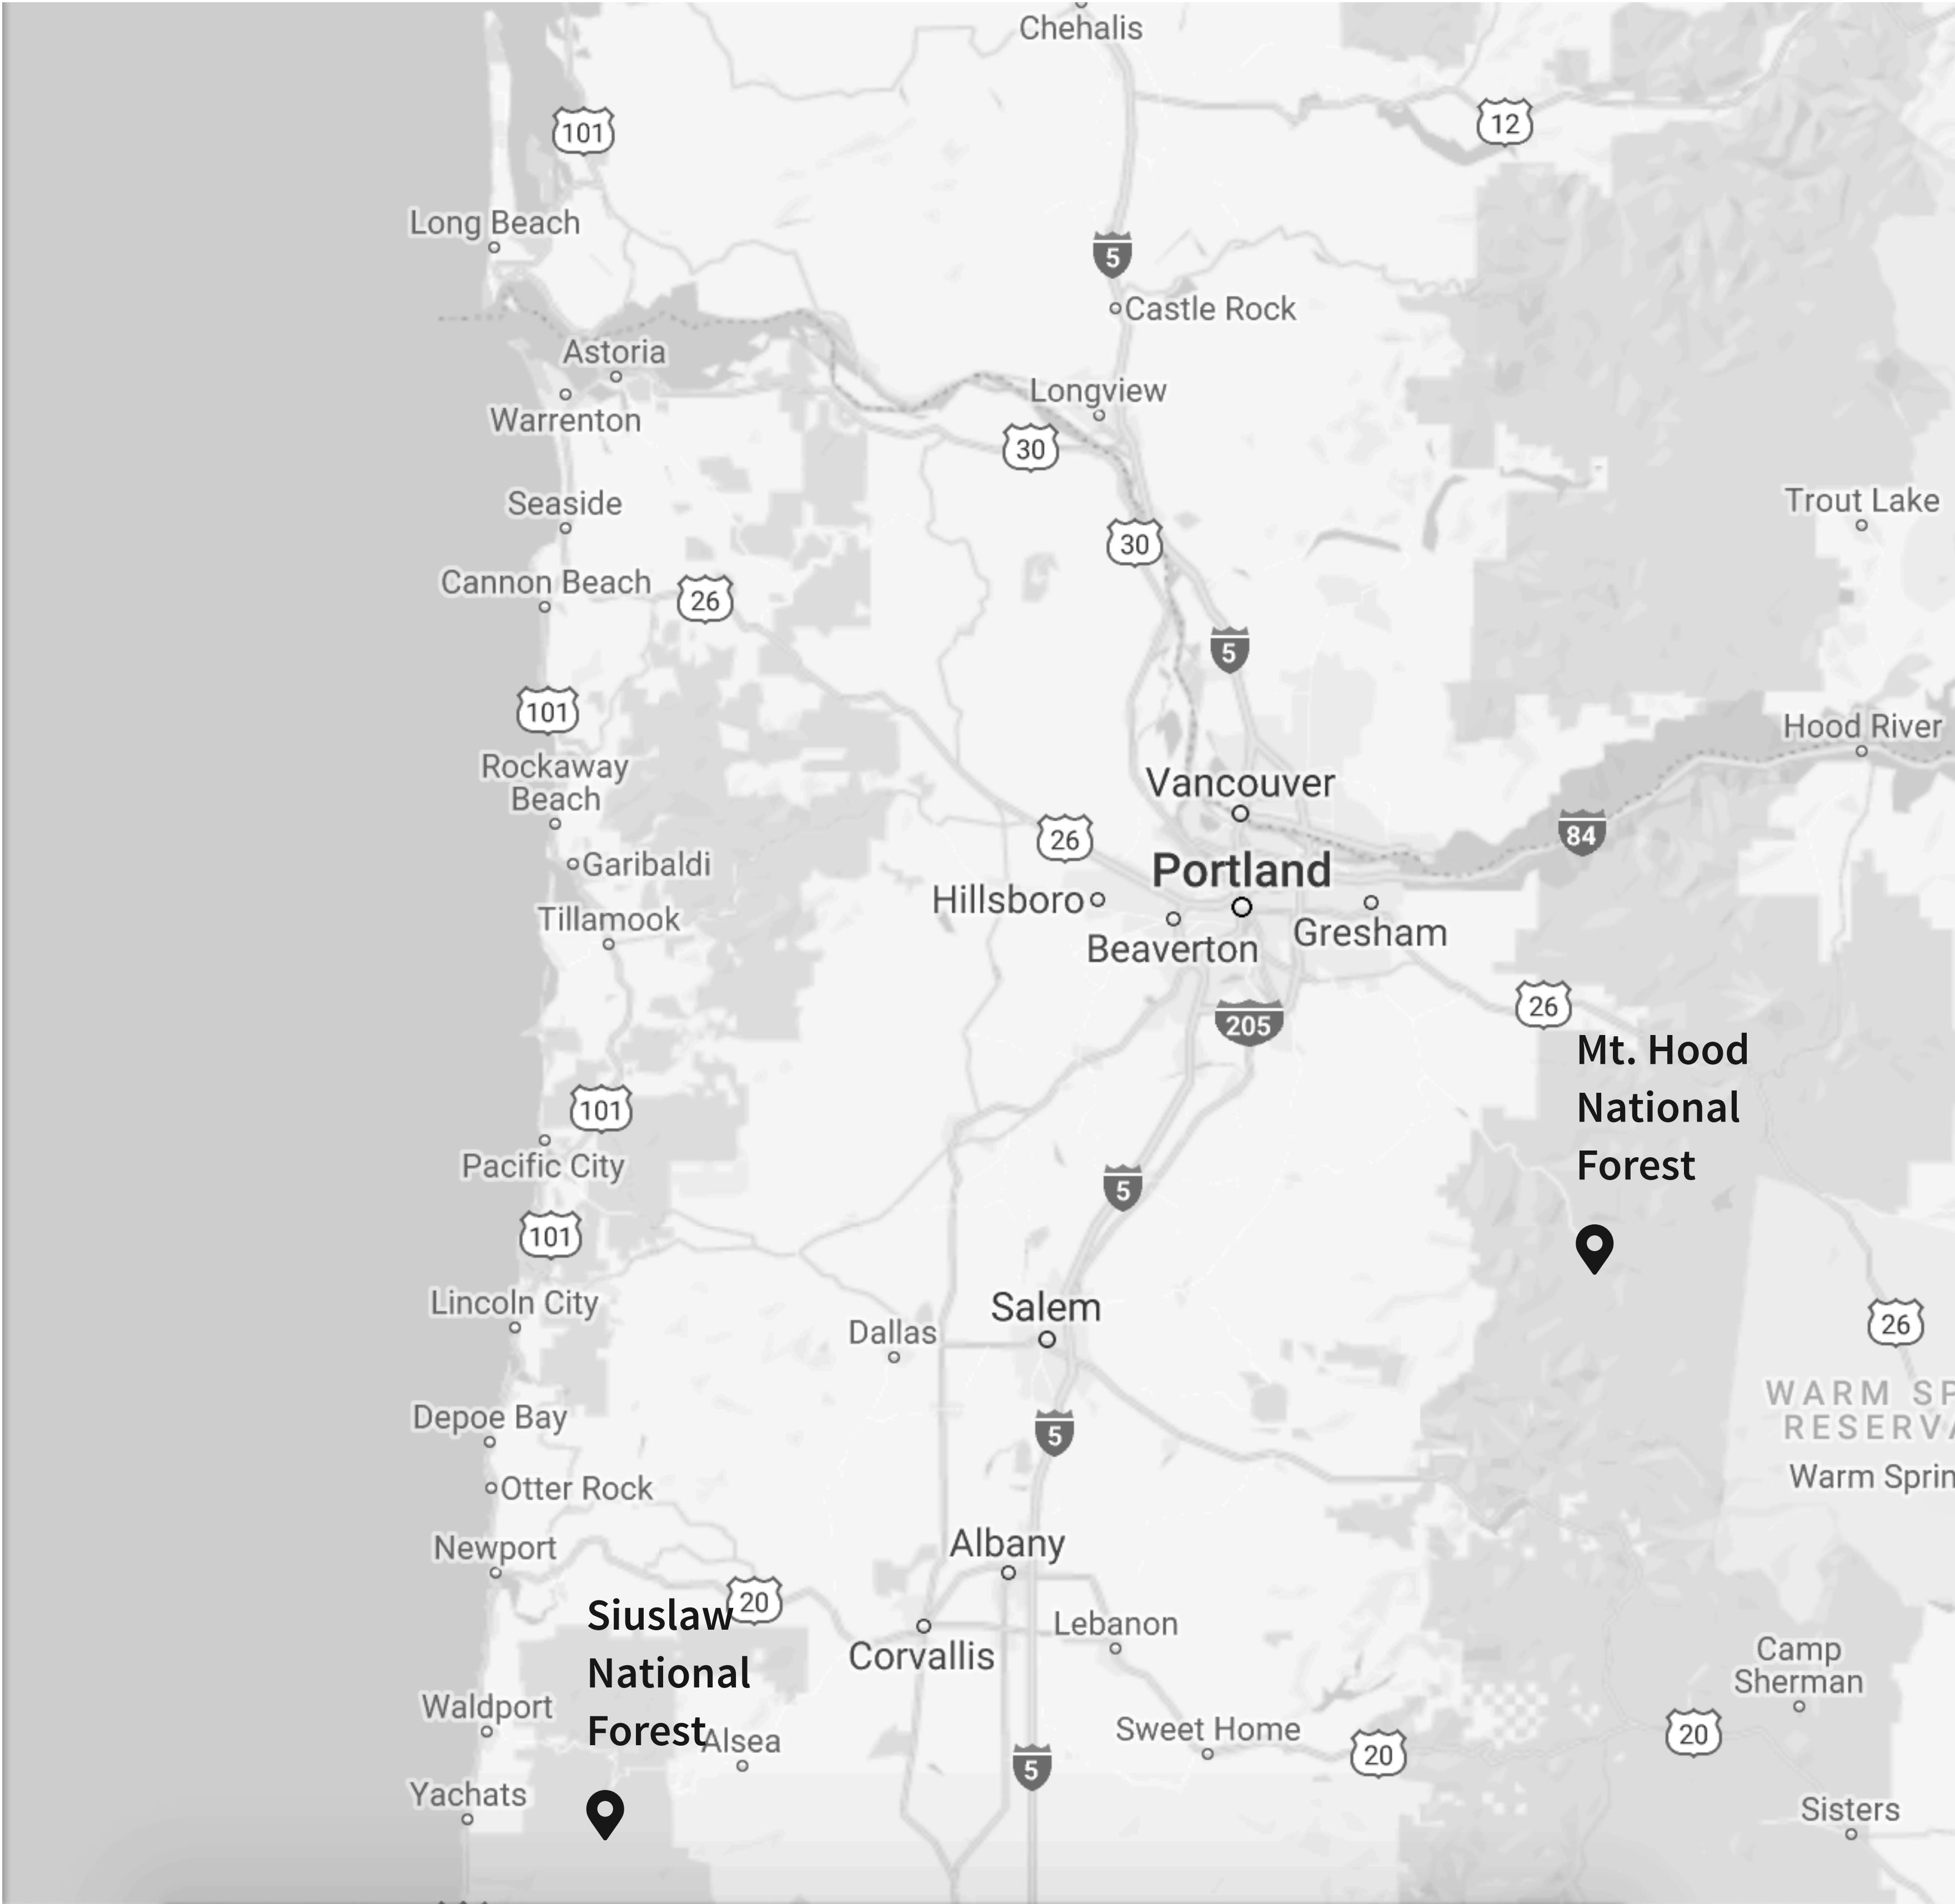 Chehalis
12
101
Long Beach
5
Castle Rock
Astoria
Longview
Warrenton
30
Trout Lake
Seaside
30
Cannon Beach
26
5
101
Hood River
Rockaway
Beach
Vancouver
84
26
Garibaldi
Portland
Hillsboro
Tillamook
Gresham
Beaverton
26
205
Mt. Hood
National
Forest
101
Pacific City
5
101
Lincoln City
Salem
26
Dallas
WARM SP
RESERVA
Depoe Bay
5
Warm Sprin
Otter Rock
Newport
Albany
20
Siuslaw
National
Forest
Lebanon
Corvallis
Camp
Sherman
Waldport
Sweet Home
20
20
Alsea
5
Yachats
Sisters